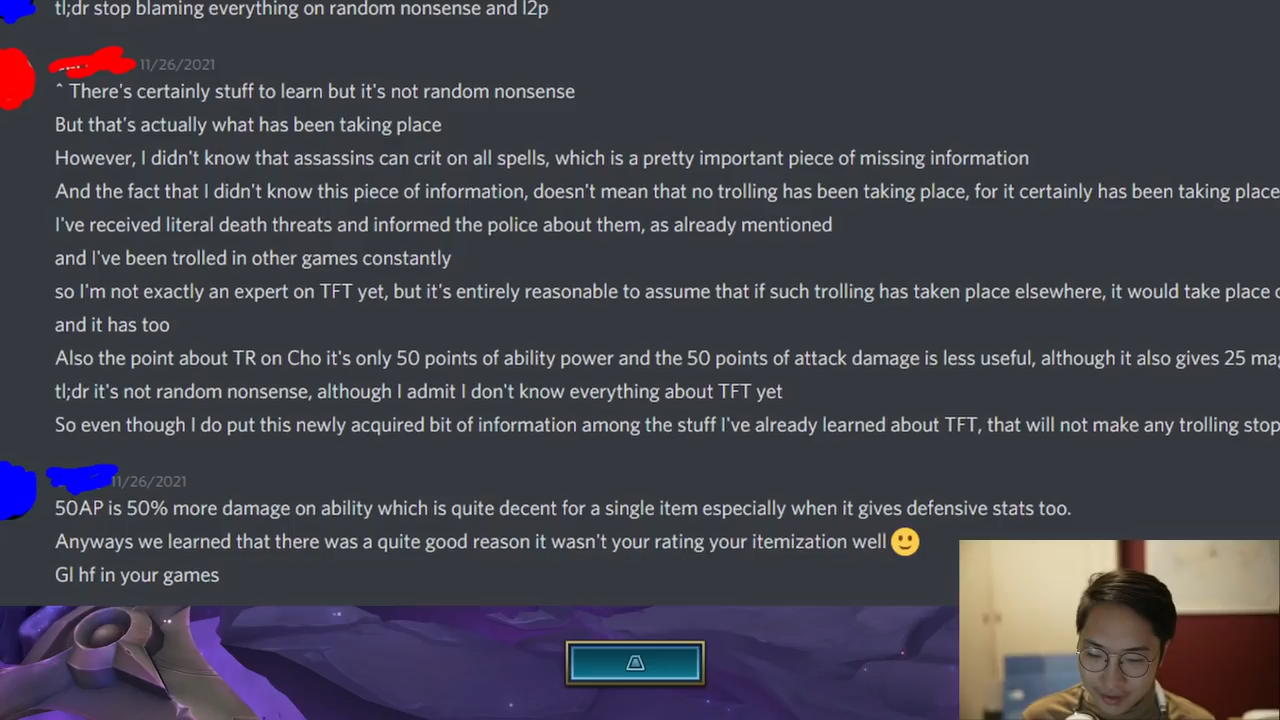 tl;dr stop blaming everything on random nonsense and l2p
11/26/2021
^ There's certainly stuff to learn but it's not random nonsense
But that's actually what has been taking place
However, I didn't know that assassins can crit on all spells, which is a pretty important piece of missing information
And the fact that I didn't know this piece of information, doesn't mean that no trolling has been taking place, for it certainly has been taking place
I've received literal death threats and informed the police about them, as already mentioned
and I've been trolled in other games constantly
so I'm not exactly an expert on TFT yet, but it's entirely reasonable to assume that if such trolling has taken place elsewhere, it would take place
and it has too
Also the point about TR on Cho it's only 50 points of ability power and the 50 points of attack damage is less useful, although it also gives 25
tl;dr it's not random nonsense, although I admit I don't know everything about TFT yet
So even though I do put this newly acquired bit of information among the stuff I've already learned about TFT, that will not make any trolling stop
11/26/2021
50AP is 50% more damage on ability which is quite decent for a single item especially when it gives defensive stats too.
Anyways we learned that there was a quite good reason it wasn't your rating your itemization well 🙂
Gl hf in your games